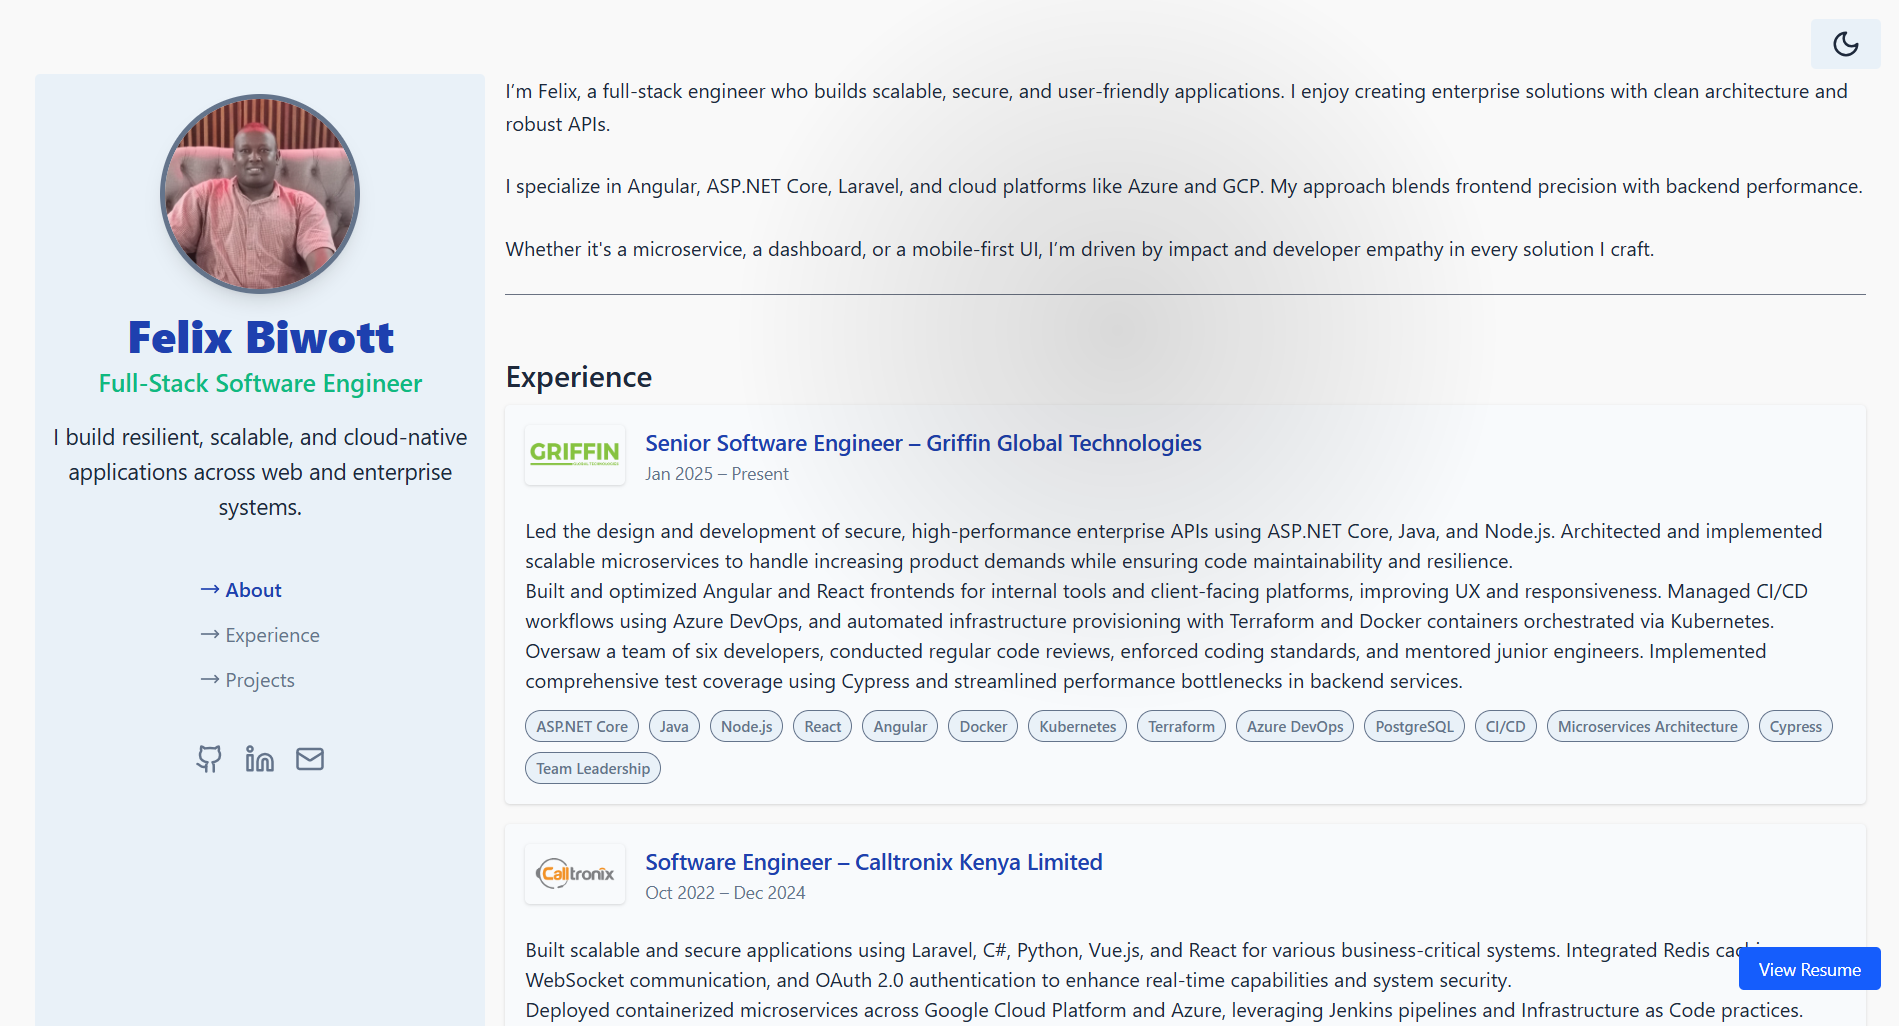 Felix Biwott
Full-Stack Software Engineer
I build resilient, scalable, and cloud-native
applications across web and enterprise
systems.
→ About
→ Experience
→ Projects
I’m Felix, a full-stack engineer who builds scalable, secure, and user-friendly applications. I enjoy creating enterprise solutions with clean architecture and
robust APIs.
I specialize in Angular, ASP.NET Core, Laravel, and cloud platforms like Azure and GCP. My approach blends frontend precision with backend performance.
Whether it's a microservice, a dashboard, or a mobile-first UI, I’m driven by impact and developer empathy in every solution I craft.
Experience
GRIFFIN
GLOBAL TECHNOLOGIES
Senior Software Engineer – Griffin Global Technologies
Jan 2025 – Present
Led the design and development of secure, high-performance enterprise APIs using ASP.NET Core, Java, and Node.js. Architected and implemented
scalable microservices to handle increasing product demands while ensuring code maintainability and resilience.
Built and optimized Angular and React frontends for internal tools and client-facing platforms, improving UX and responsiveness. Managed CI/CD
workflows using Azure DevOps, and automated infrastructure provisioning with Terraform and Docker containers orchestrated via Kubernetes.
Oversaw a team of six developers, conducted regular code reviews, enforced coding standards, and mentored junior engineers. Implemented
comprehensive test coverage using Cypress and streamlined performance bottlenecks in backend services.
ASP.NET Core Java Node.js React Angular Docker Kubernetes Terraform Azure DevOps PostgreSQL CI/CD Microservices Architecture Cypress
Team Leadership
Calltronix
Software Engineer – Calltronix Kenya Limited
Oct 2022 – Dec 2024
Built scalable and secure applications using Laravel, C#, Python, Vue.js, and React for various business-critical systems. Integrated Redis
WebSocket communication, and OAuth 2.0 authentication to enhance real-time capabilities and system security.
Deployed containerized microservices across Google Cloud Platform and Azure, leveraging Jenkins pipelines and Infrastructure as Code practices.
View Resume